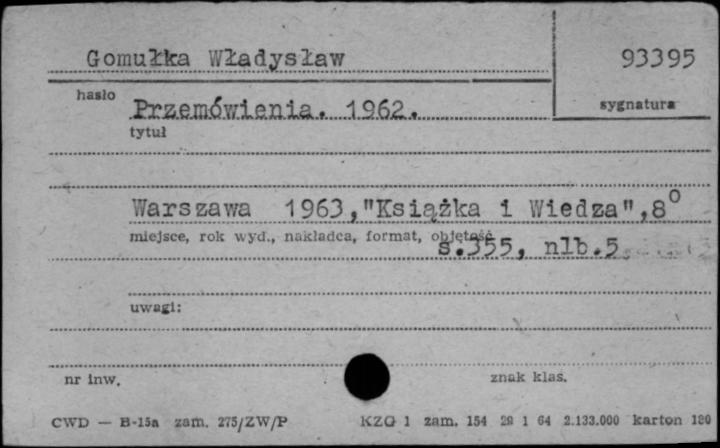 Gomułka Władysław 93395
hasło sygnatura
Przemówienia. 1962.
tytuł
Warszawa 1963,"Książka i Wiedza",8⁰
miejsce, rok wyd., nakładca, format, objętość
s.355, nlb.5
uwagi:
nr inw. znak klas.
CWD — B-15a zam. 275/ZW/P KZG 1 zam. 154 29 1 64 2.133.000 karton 180